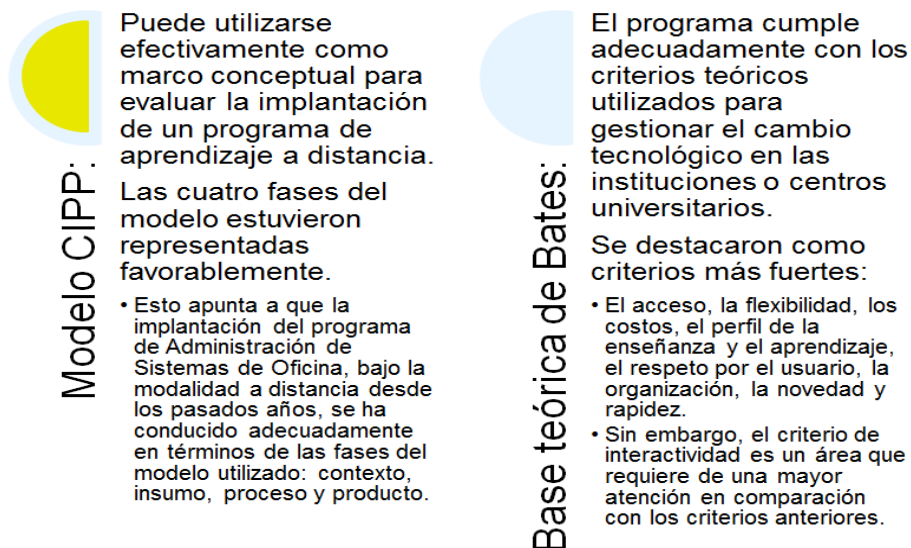 Modelo CIPP:
Puede utilizarse
efectivamente como
marco conceptual para
evaluar la implantación
de un programa de
aprendizaje a distancia.
Las cuatro fases del
modelo estuvieron
representadas
favorablemente.
• Esto apunta a que la
implantación del programa
de Administración de
Sistemas de Oficina, bajo la
modalidad a distancia desde
los pasados años, se ha
conducido adecuadamente
en términos de las fases del
modelo utilizado: contexto,
insumo, proceso y producto.
Base teórica de Bates:
El programa cumple
adecuadamente con los
criterios teóricos
utilizados para
gestionar el cambio
tecnológico en las
instituciones o centros
universitarios.
Se destacaron como
criterios más fuertes:
• El acceso, la flexibilidad, los
costos, el perfil de la
enseñanza y el aprendizaje,
el respeto por el usuario, la
organización, la novedad y
rapidez.
• Sin embargo, el criterio de
interactividad es un área que
requiere de una mayor
atención en comparación
con los criterios anteriores.